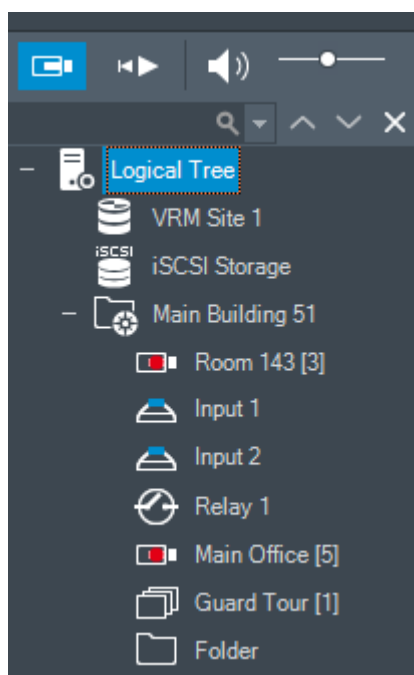 Logical Tree
VRM Site 1
iSCSI
iSCSI Storage
Main Building 51
Room 143 [3]
Input 1
Input 2
Relay 1
Main Office [5]
Guard Tour [1]
Folder